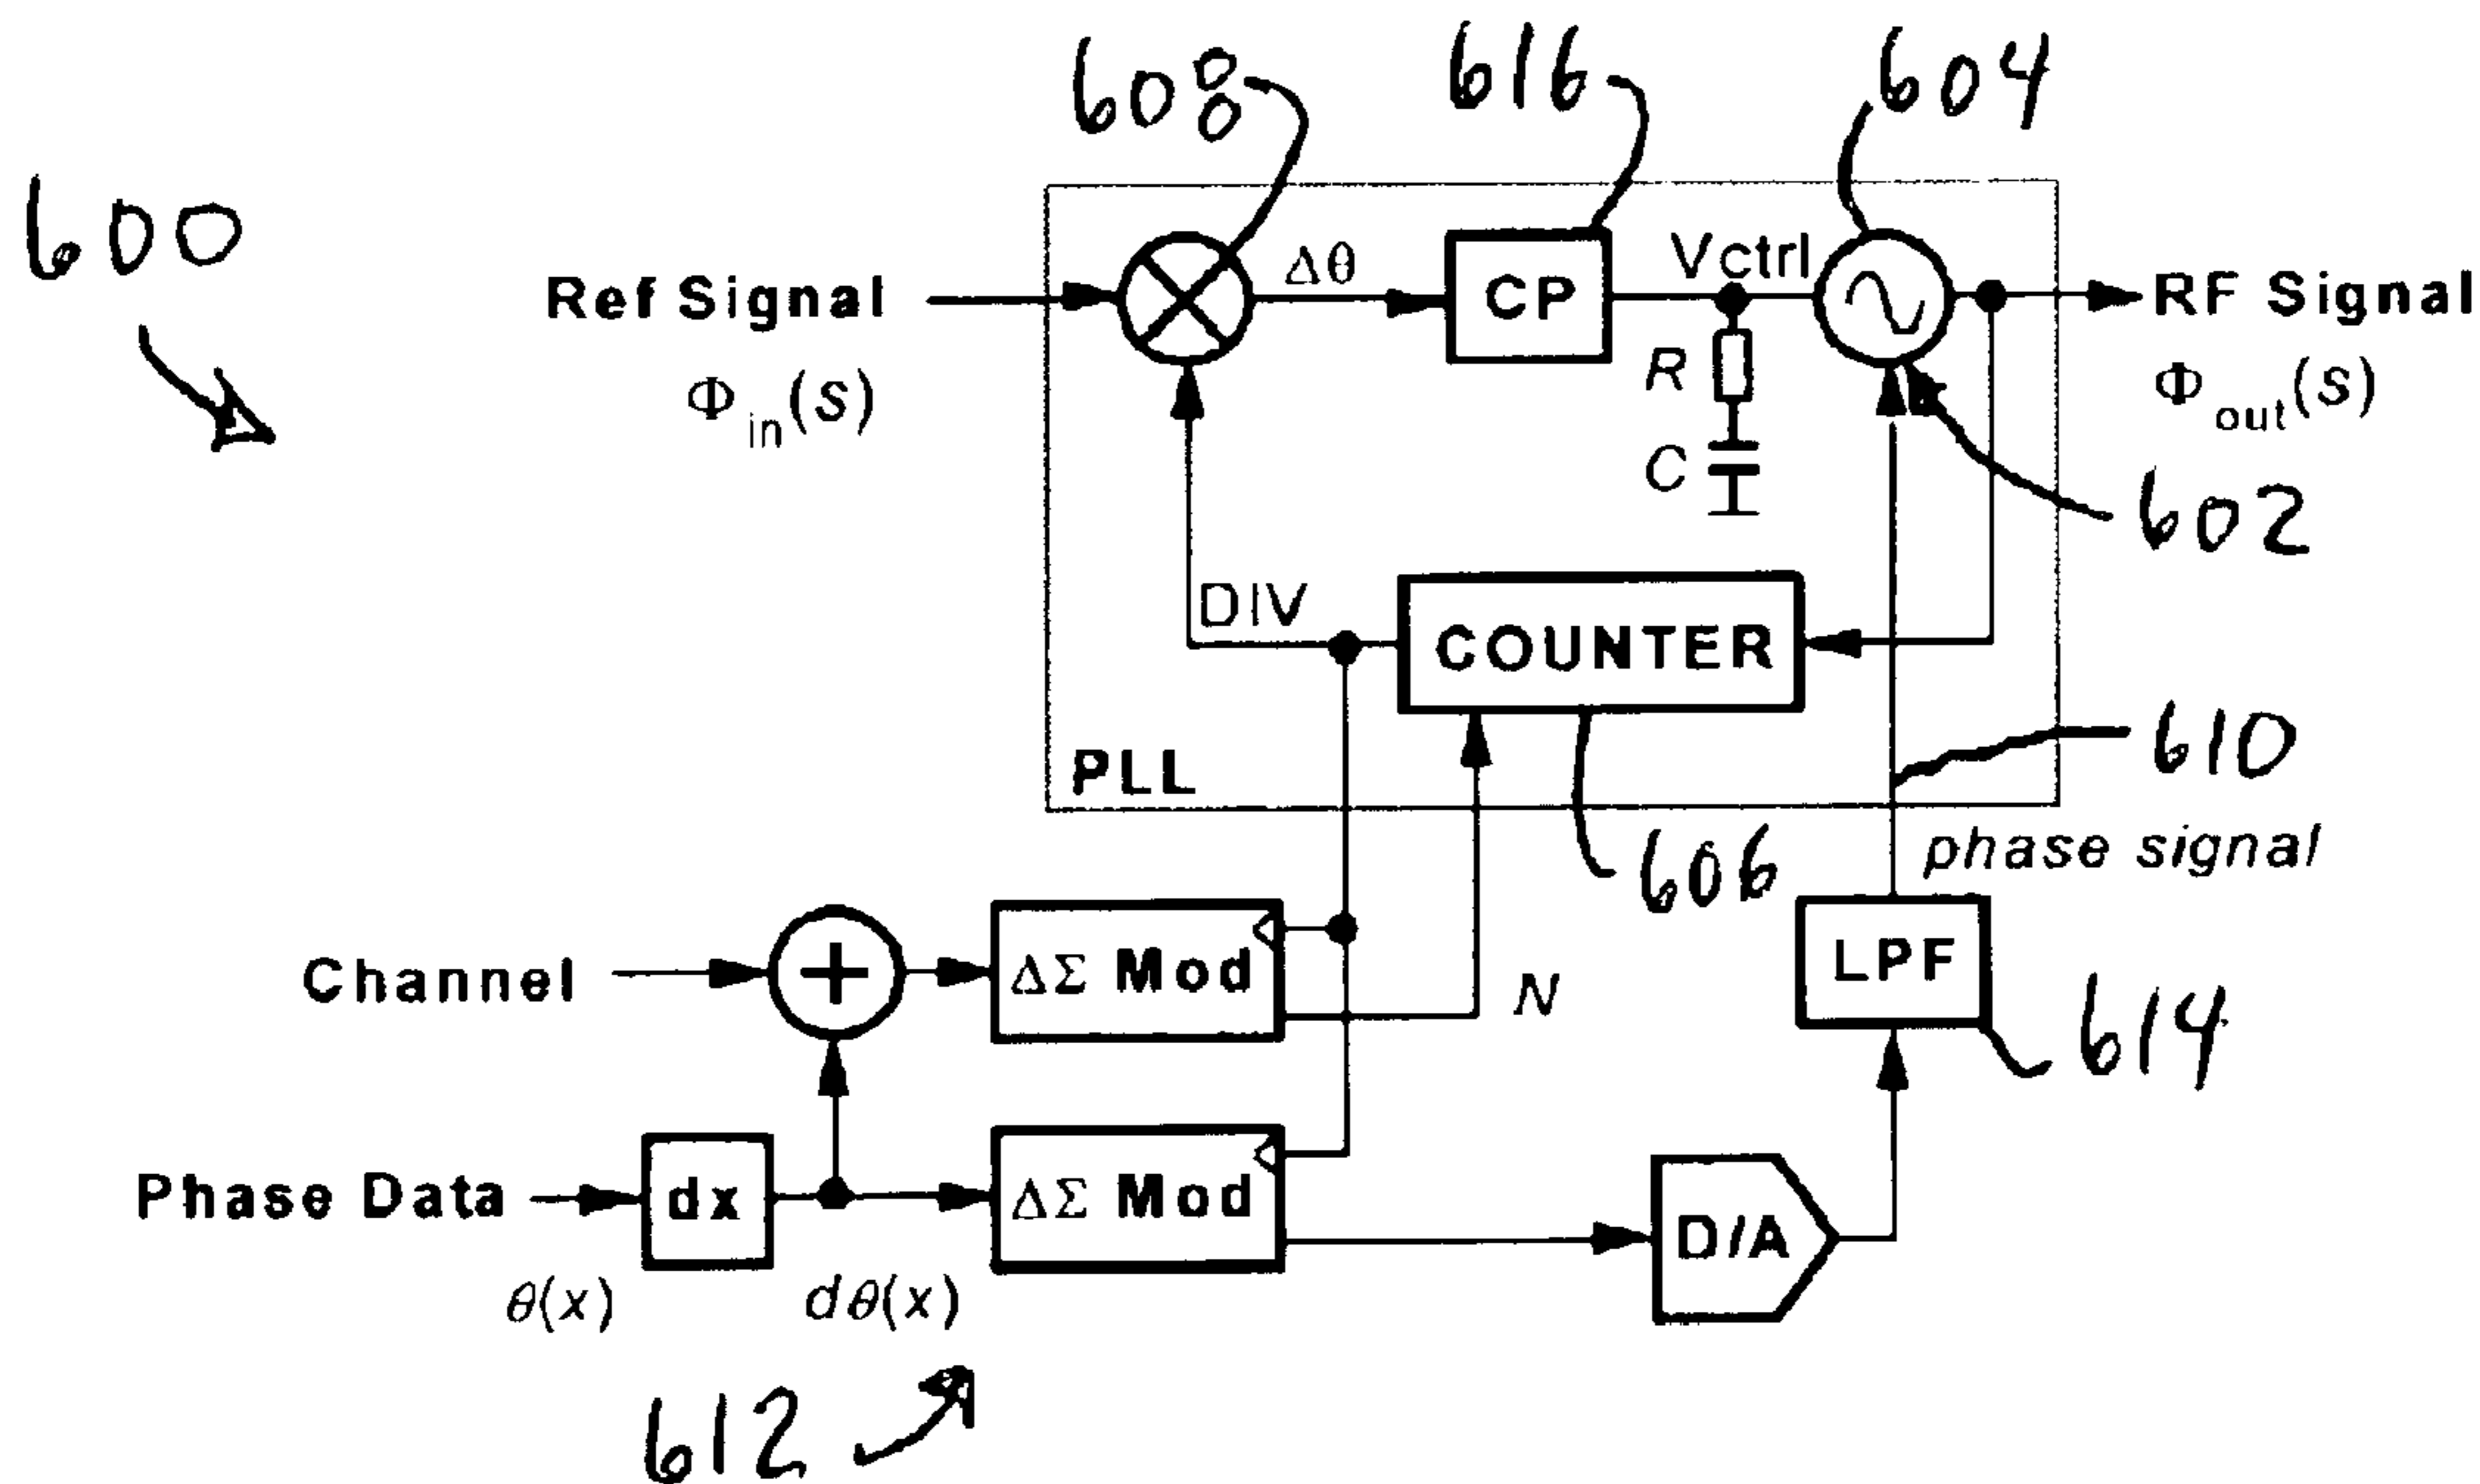 608
616
604
600
Ref Signal
Φin(s)
Δθ
CP
Vctrl
RF Signal
Φout(s)
R
C
602
DIV
COUNTER
PLL
610
606
phase signal
Channel
+
ΔΣ Mod
N
LPF
614
Phase Data
dx
ΔΣ Mod
D/A
θ(x)
dθ(x)
612